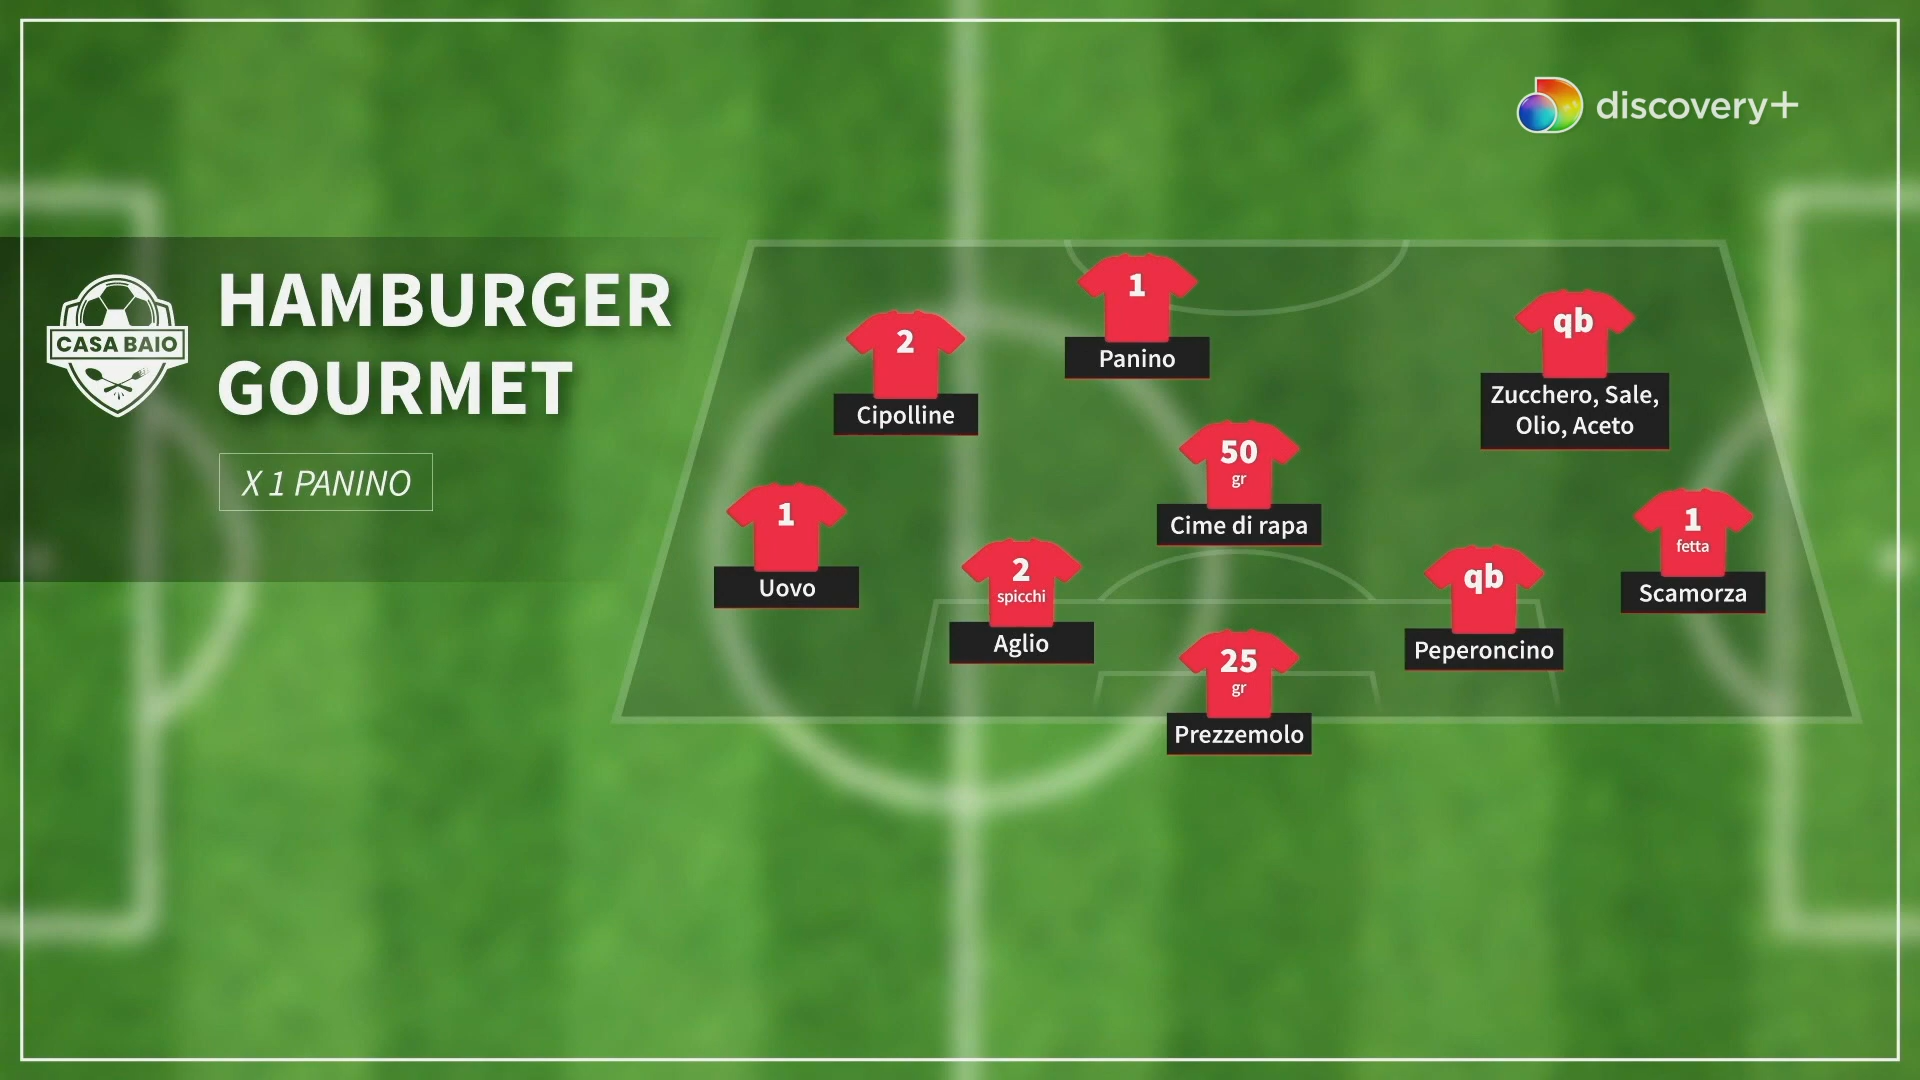 discovery+
CASA BAIO
HAMBURGER
GOURMET
X 1 PANINO
1
Panino
2
Cipolline
qb
Zucchero, Sale,
Olio, Aceto
50
gr
Cime di rapa
1
Uovo
1
fetta
Scamorza
2
spicchi
Aglio
qb
Peperoncino
25
gr
Prezzemolo